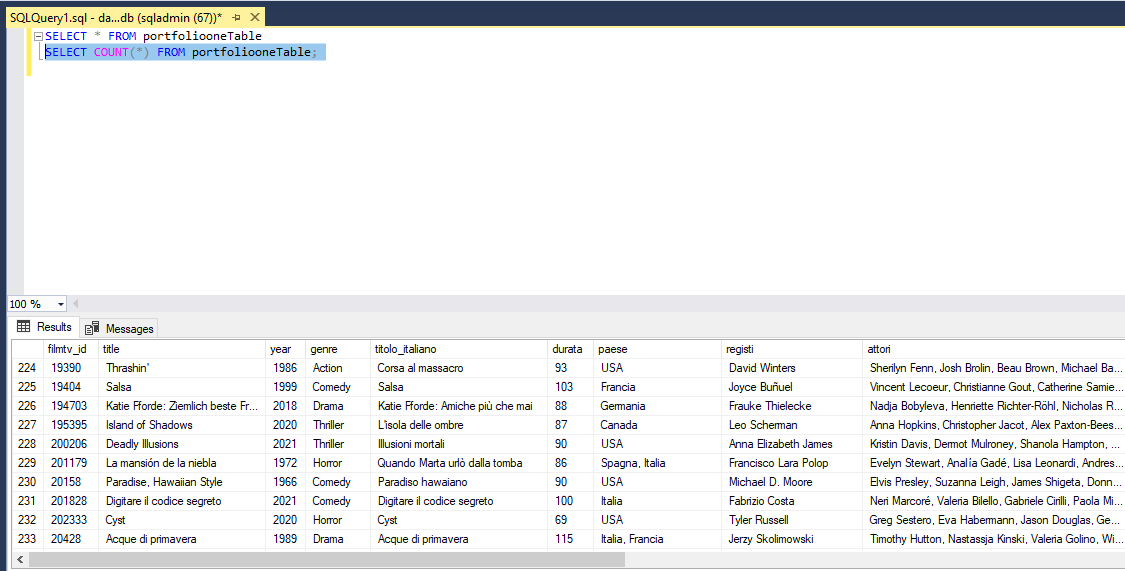 SQLQuery1.sql - da...db (sqladmin (67))*
SELECT * FROM portfoliooneTable
SELECT COUNT(*) FROM portfoliooneTable;
100 %
Results Messages
filmtv_id title year genre titolo_italiano durata paese registi attori
224 19390 Thrashin' 1986 Action Corsa al massacro 93 USA David Winters Sherilyn Fenn, Josh Brolin, Beau Brown, Michael Ba...
225 19404 Salsa 1999 Comedy Salsa 103 Francia Joyce Buñuel Vincent Lecoeur, Christianne Gout, Catherine Samie...
226 194703 Katie Fforde: Ziemlich beste Fr... 2018 Drama Katie Fforde: Amiche più che mai 88 Germania Frauke Thielecke Nadja Bobyleva, Henriette Richter-Röhl, Nicholas R...
227 195395 Island of Shadows 2020 Thriller L'isola delle ombre 87 Canada Leo Scherman Anna Hopkins, Christopher Jacot, Alex Paxton-Bees...
228 200206 Deadly Illusions 2021 Thriller Illusioni mortali 90 USA Anna Elizabeth James Kristin Davis, Dermot Mulroney, Shanola Hampton, ...
229 201179 La mansión de la niebla 1972 Horror Quando Marta urlò dalla tomba 86 Spagna, Italia Francisco Lara Polop Evelyn Stewart, Analía Gadé, Lisa Leonardi, Andres...
230 20158 Paradise, Hawaiian Style 1966 Comedy Paradiso hawaiano 90 USA Michael D. Moore Elvis Presley, Suzanna Leigh, James Shigeta, Donn...
231 201828 Digitare il codice segreto 2021 Comedy Digitare il codice segreto 100 Italia Fabrizio Costa Neri Marcoré, Valeria Bilello, Gabriele Cirilli, Paola Mi...
232 202333 Cyst 2020 Horror Cyst 69 USA Tyler Russell Greg Sestero, Eva Habermann, Jason Douglas, Ge...
233 20428 Acque di primavera 1989 Drama Acque di primavera 115 Italia, Francia Jerzy Skolimowski Timothy Hutton, Nastassja Kinski, Valeria Golino, Wi...